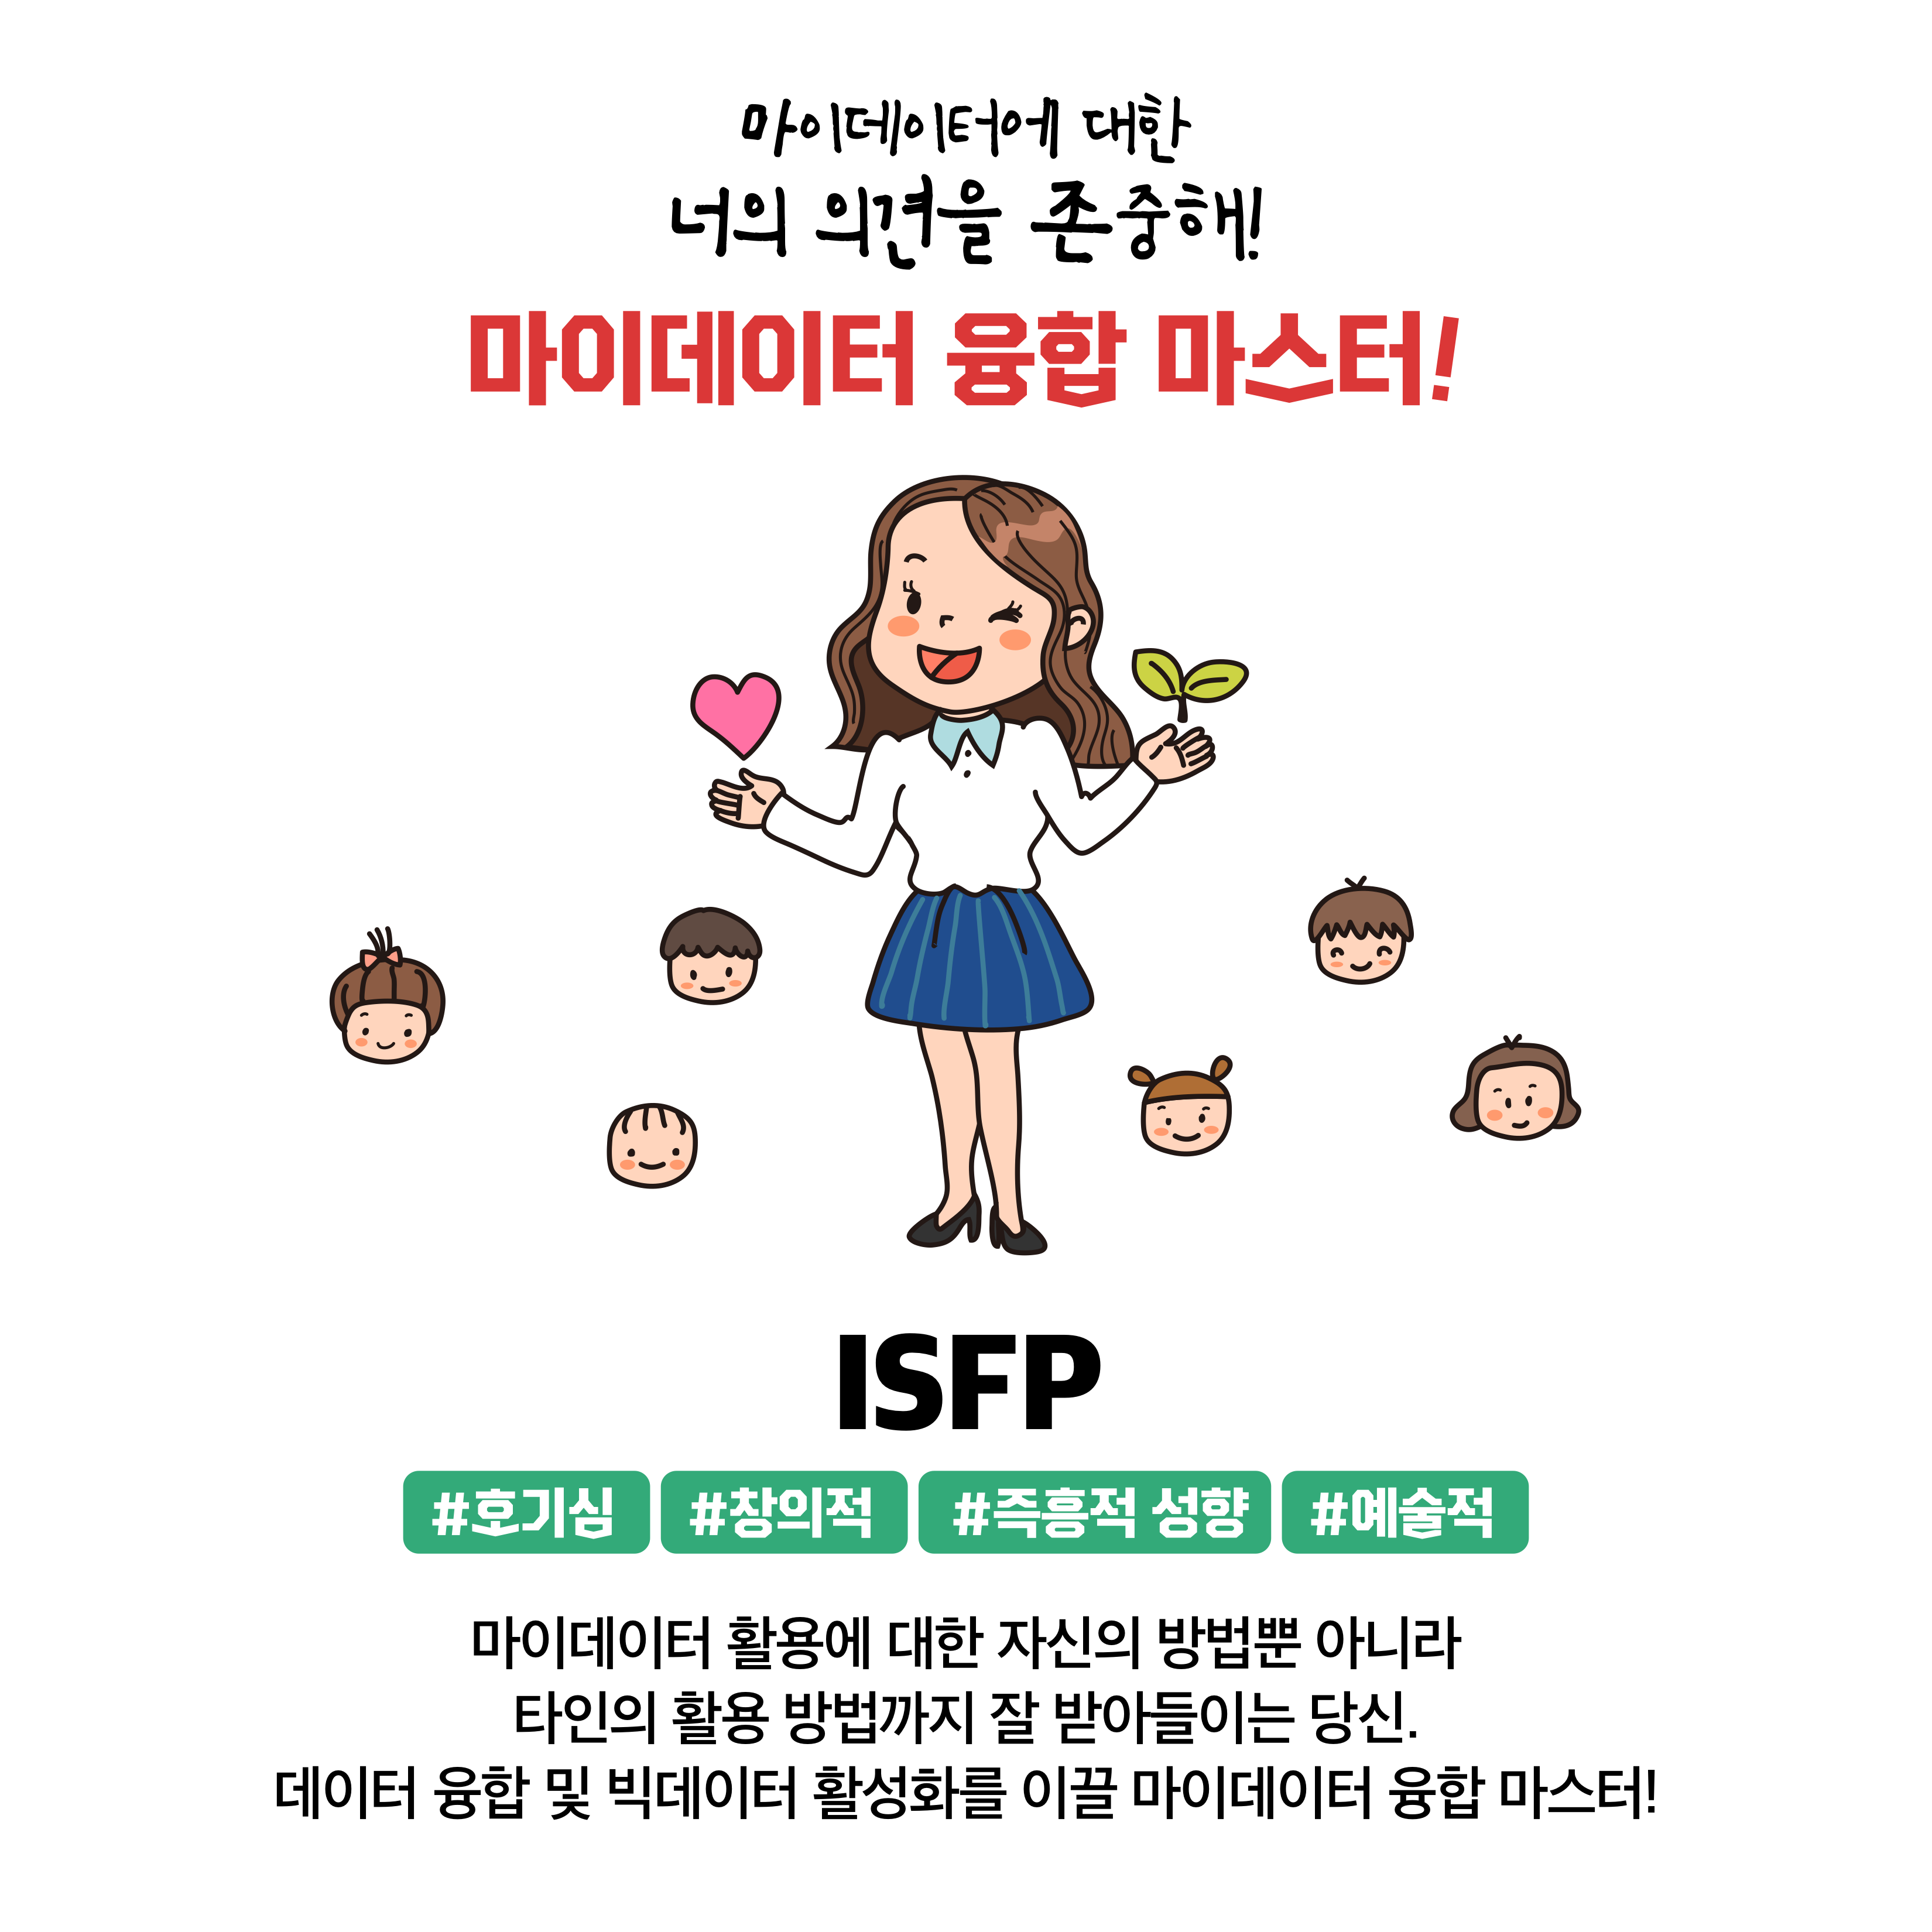 마이데이터에 대한
너의 의견을 존중해!
마이데이터 융합 마스터!
ISFP
#호기심 #창의적 #즉흥적 성향 #예술적
마이데이터 활용에 대한 자신의 방법뿐 아니라
타인의 활용 방법까지 잘 받아들이는 당신.
데이터 융합 및 빅데이터 활성화를 이끌 마이데이터 융합 마스터!